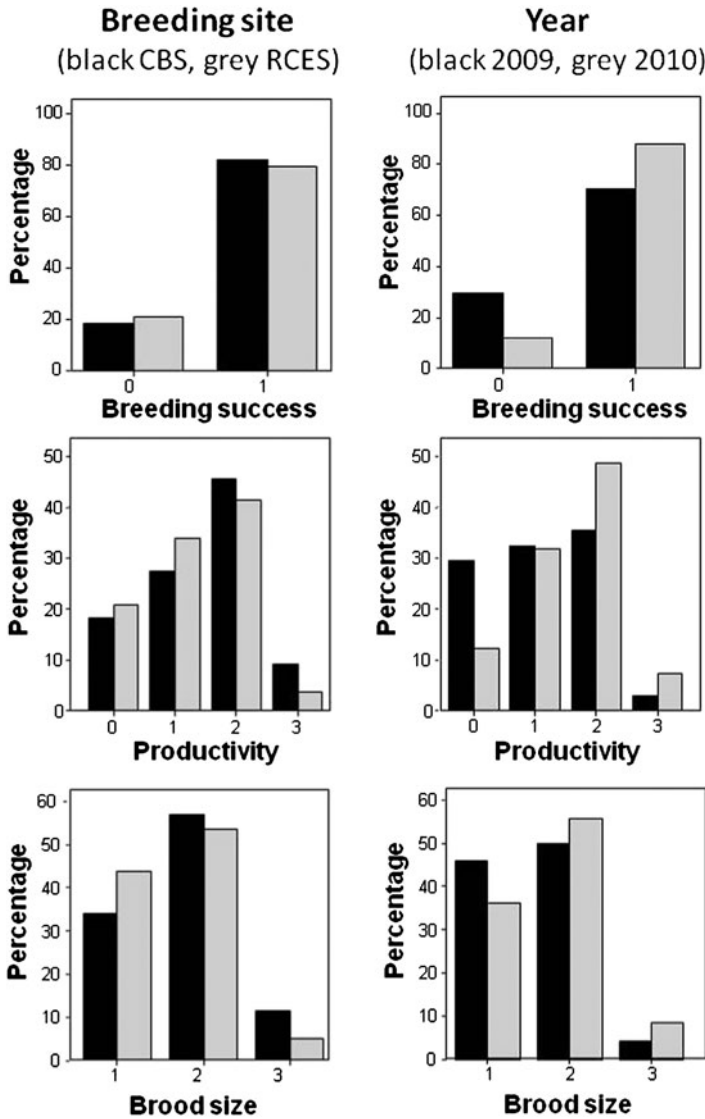 Breeding site
(black CBS, grey RCES)
Year
(black 2009, grey 2010)
Percentage
100
80
60
40
20
0
0 1
Breeding success
Percentage
100
80
60
40
20
0
0 1
Breeding success
Percentage
50
40
30
20
10
0
0 1 2 3
Productivity
Percentage
50
40
30
20
10
0
0 1 2 3
Productivity
Percentage
60
50
40
30
20
10
0
1 2 3
Brood size
Percentage
60
50
40
30
20
10
0
1 2 3
Brood size